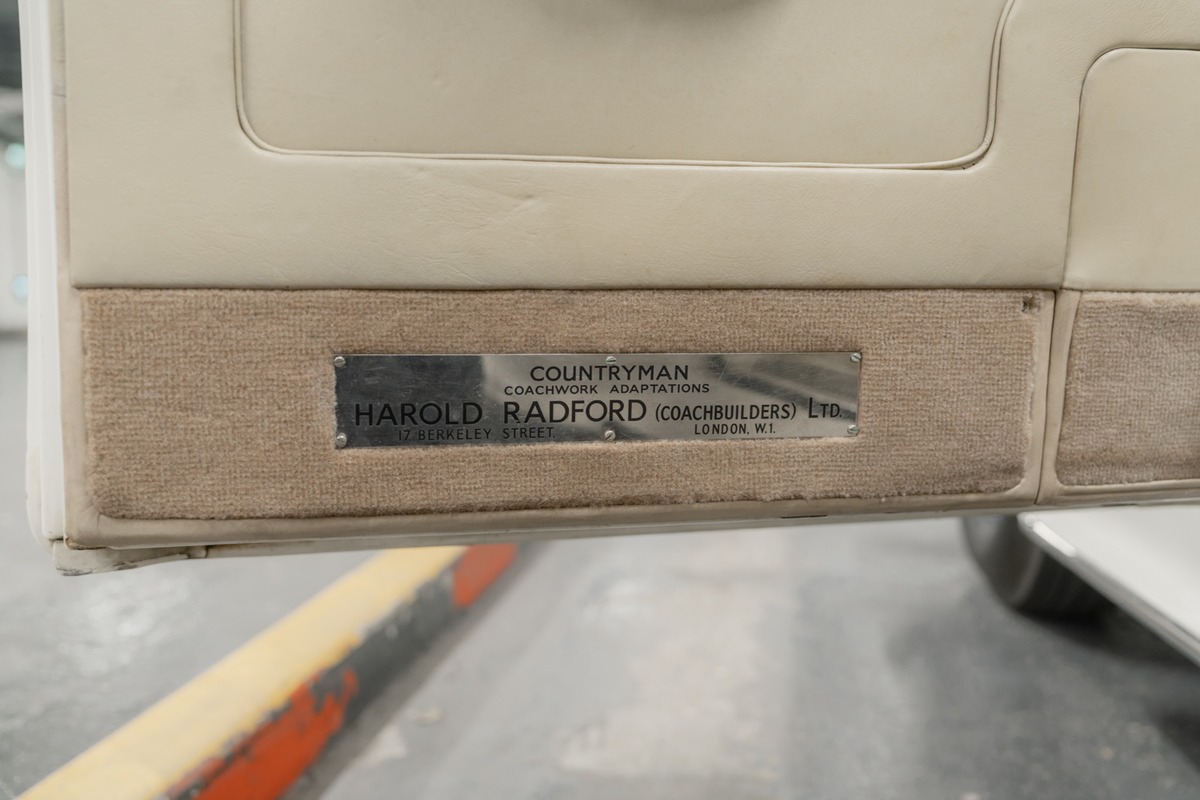 COUNTRYMAN
COACHWORK ADAPTATIONS
HAROLD RADFORD (COACHBUILDERS) LTD.
17 BERKELEY STREET. LONDON, W.1.